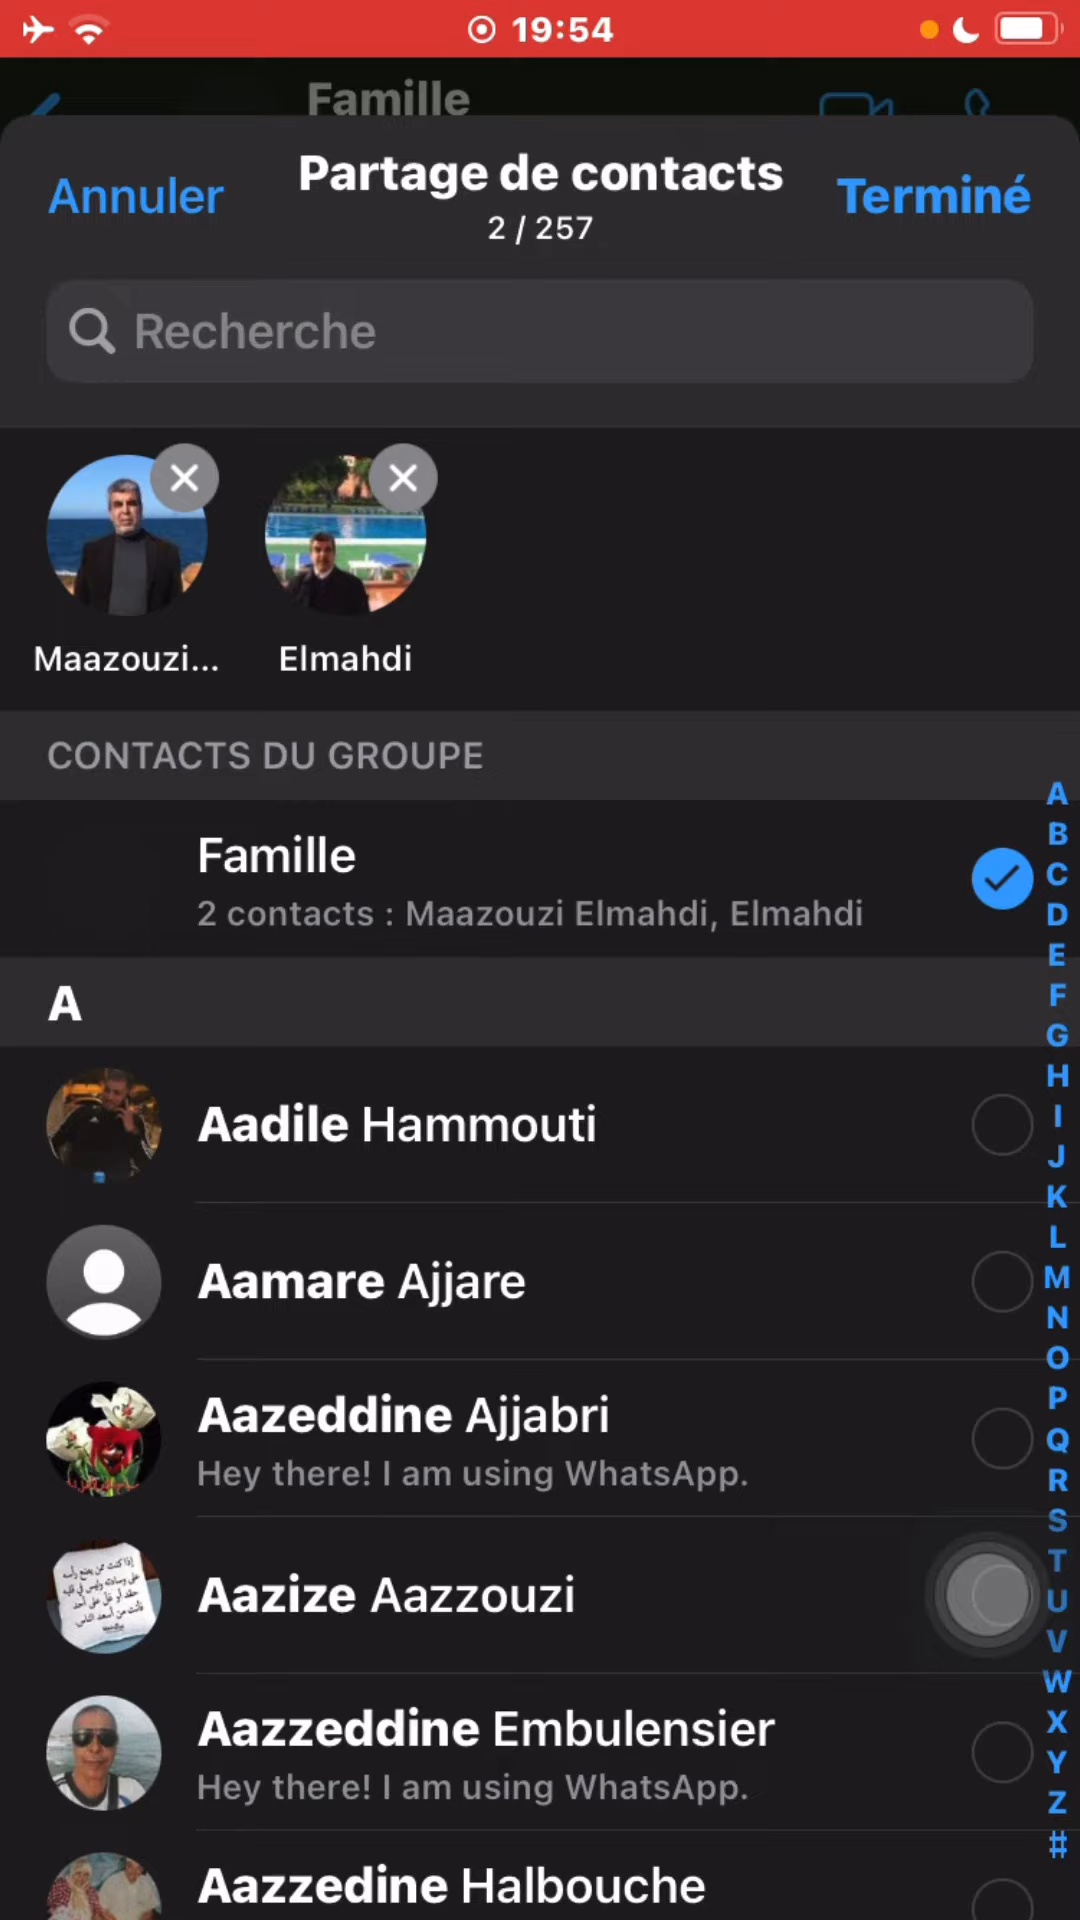 19:54
Famille
Annuler
Partage de contacts
Terminé
2 / 257
Recherche
Maazouzi...
Elmahdi
CONTACTS DU GROUPE
Famille
2 contacts : Maazouzi Elmahdi, Elmahdi
A
Aadile Hammouti
Aamare Ajjare
Aazeddine Ajjabri
Hey there! I am using WhatsApp.
Aazize Aazzouzi
Aazzeddine Embulensier
Hey there! I am using WhatsApp.
Aazzedine Halbouche
A
B
C
D
E
F
G
H
I
J
K
L
M
N
O
P
Q
R
S
T
U
V
W
X
Y
Z
#